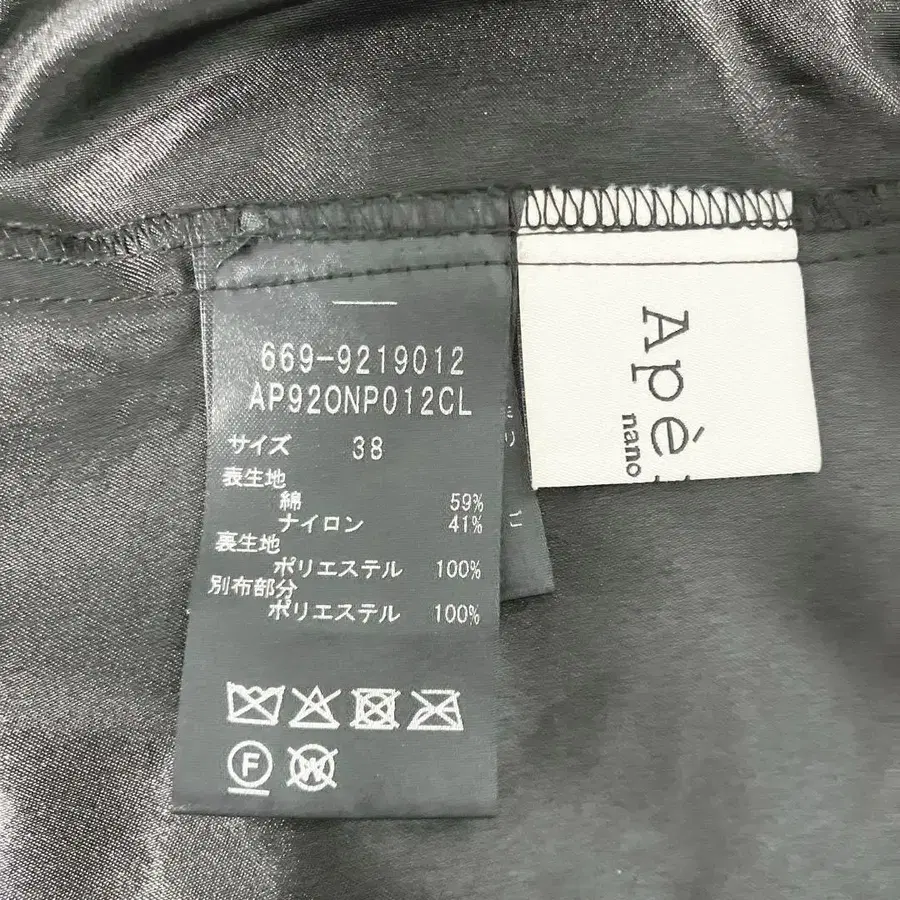 669-9219012
AP92ONP012CL
サイズ 38
表生地
綿 59%
ナイロン 41%
裏生地
ポリエステル 100%
別布部分
ポリエステル 100%
F
W
Apé
nano